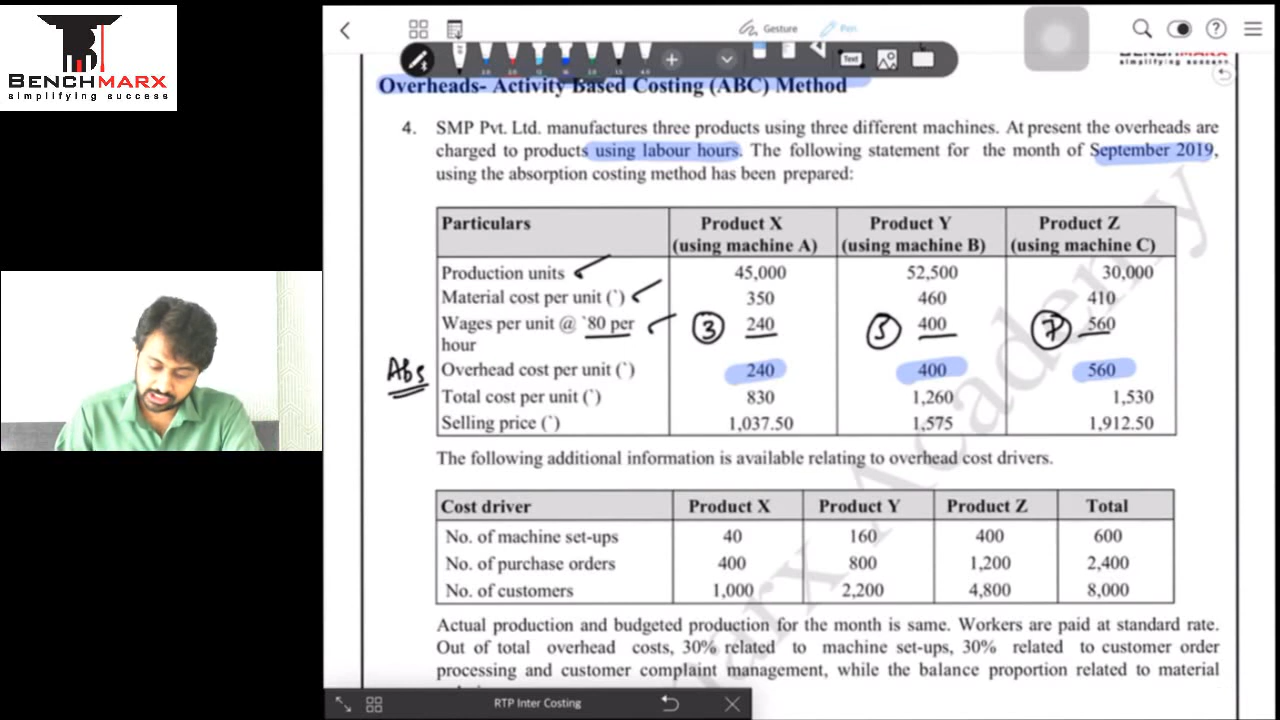 BENCHMARX
simplifying success
Gesture
Pen
Text
simplifying success
Overheads- Activity Based Costing (ABC) Method
4. SMP Pvt. Ltd. manufactures three products using three different machines. At present the overheads are
charged to products using labour hours. The following statement for the month of September 2019,
using the absorption costing method has been prepared:
Particulars Product X Product Y Product Z
(using machine A) (using machine B) (using machine C)
Production units 45,000 52,500 30,000
Material cost per unit (`) 350 460 410
Wages per unit @ `80 per 3 240 5 400 7 560
hour
Abs Overhead cost per unit (`) 240 400 560
Total cost per unit (`) 830 1,260 1,530
Selling price (`) 1,037.50 1,575 1,912.50
The following additional information is available relating to overhead cost drivers.
Cost driver Product X Product Y Product Z Total
No. of machine set-ups 40 160 400 600
No. of purchase orders 400 800 1,200 2,400
No. of customers 1,000 2,200 4,800 8,000
Actual production and budgeted production for the month is same. Workers are paid at standard rate.
Out of total overhead costs, 30% related to machine set-ups, 30% related to customer order
processing and customer complaint management, while the balance proportion related to material
RTP Inter Costing